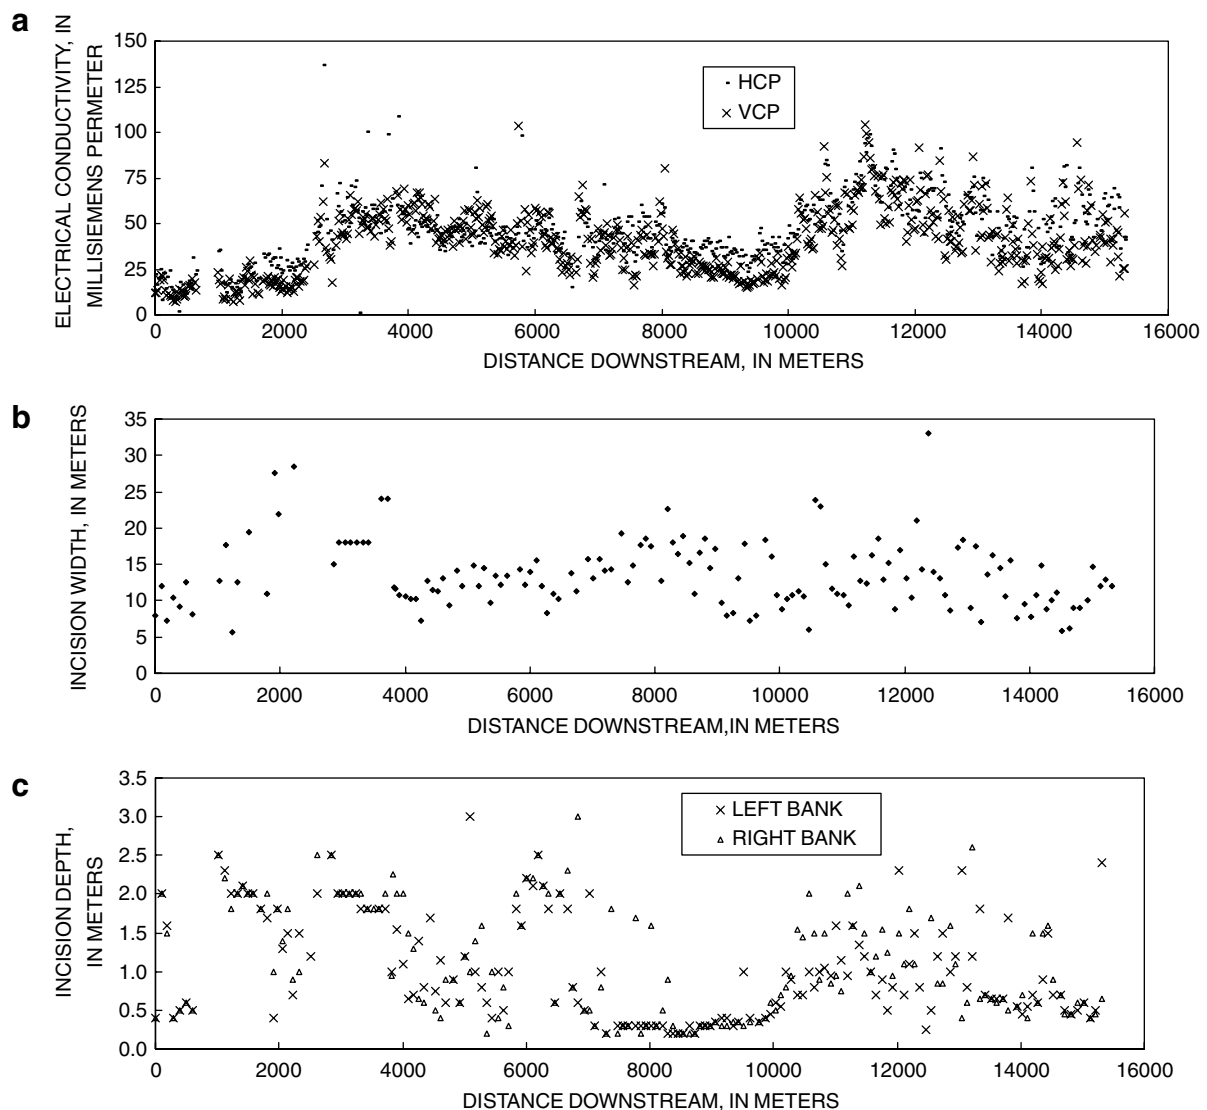 a
ELECTRICAL CONDUCTIVITY, IN
MILLISIEMENS PERMETER
150
125
100
75
50
25
0
HCP
VCP
0 2000 4000 6000 8000 10000 12000 14000 16000
DISTANCE DOWNSTREAM, IN METERS
b
INCISION WIDTH, IN METERS
35
30
25
20
15
10
5
0
0 2000 4000 6000 8000 10000 12000 14000 16000
DISTANCE DOWNSTREAM,IN METERS
c
INCISION DEPTH,
IN METERS
3.5
3.0
2.5
2.0
1.5
1.0
0.5
0.0
LEFT BANK
RIGHT BANK
0 2000 4000 6000 8000 10000 12000 14000 16000
DISTANCE DOWNSTREAM, IN METERS